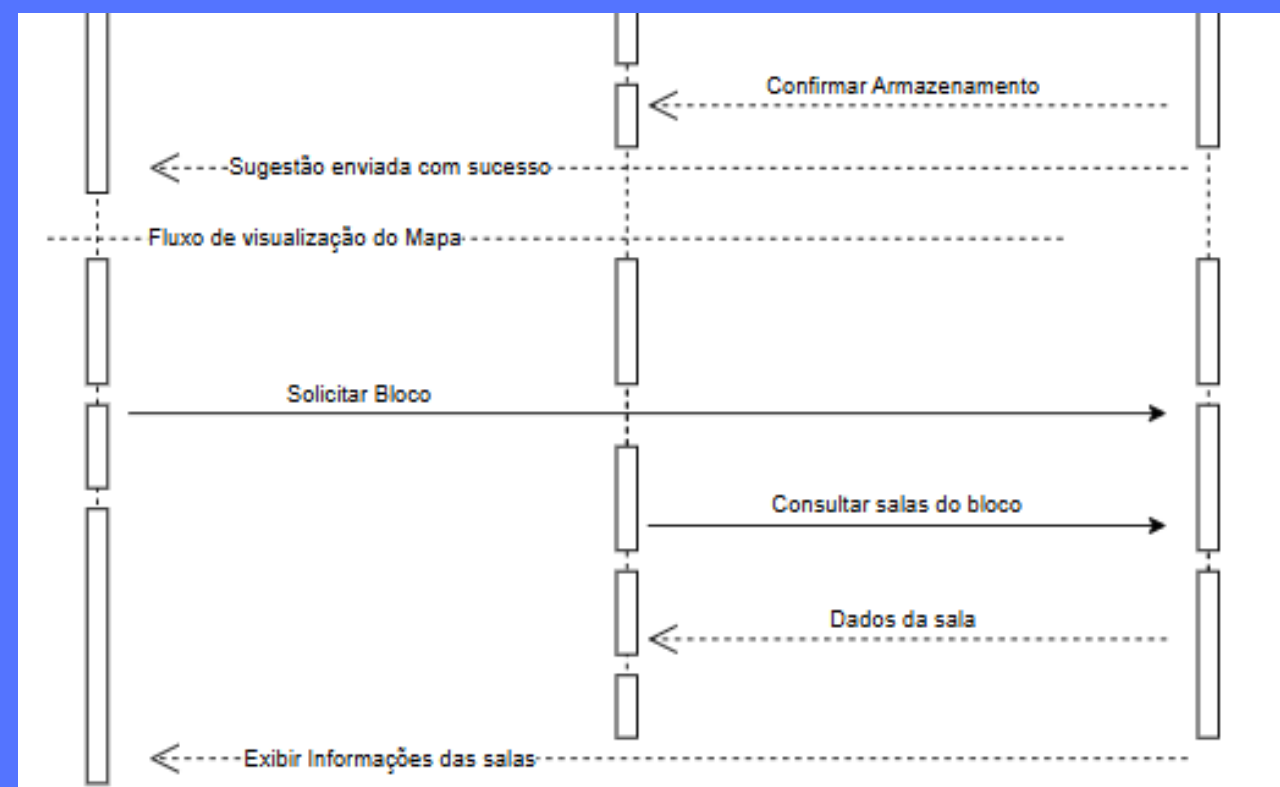 Confirmar Armazenamento
Sugestão enviada com sucesso
Fluxo de visualização do Mapa
Solicitar Bloco
Consultar salas do bloco
Dados da sala
Exibir Informações das salas